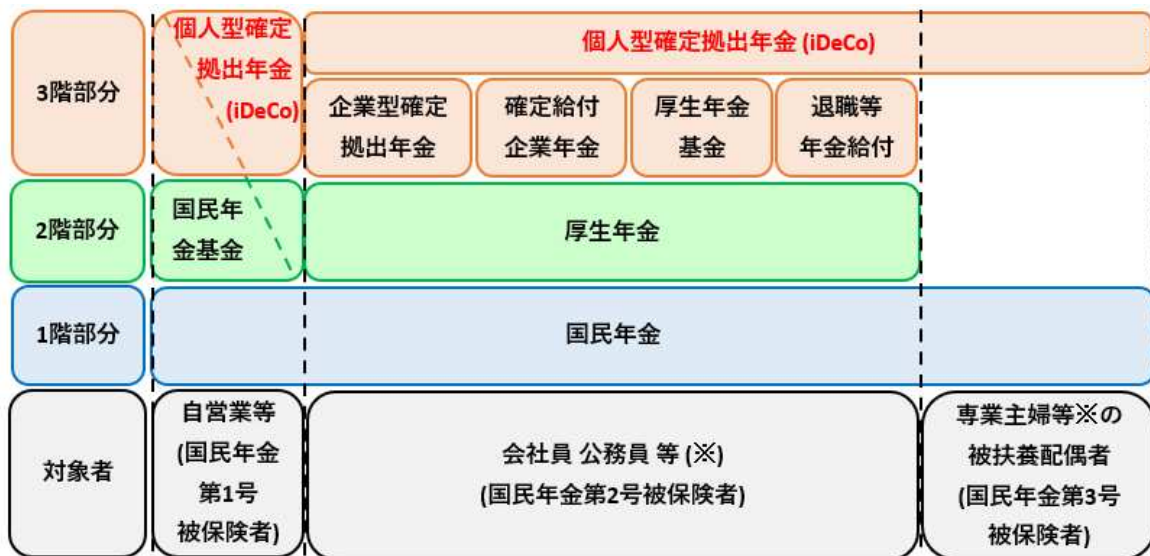 3階部分
個人型確定
拠出年金
(iDeCo)
個人型確定拠出年金 (iDeCo)
企業型確定
拠出年金
確定給付
企業年金
厚生年金
基金
退職等
年金給付
2階部分
国民年
金基金
厚生年金
1階部分
国民年金
対象者
自営業等
(国民年金
第1号
被保険者)
会社員 公務員 等 (※)
(国民年金第2号被保険者)
専業主婦等※の
被扶養配偶者
(国民年金第3号
被保険者)